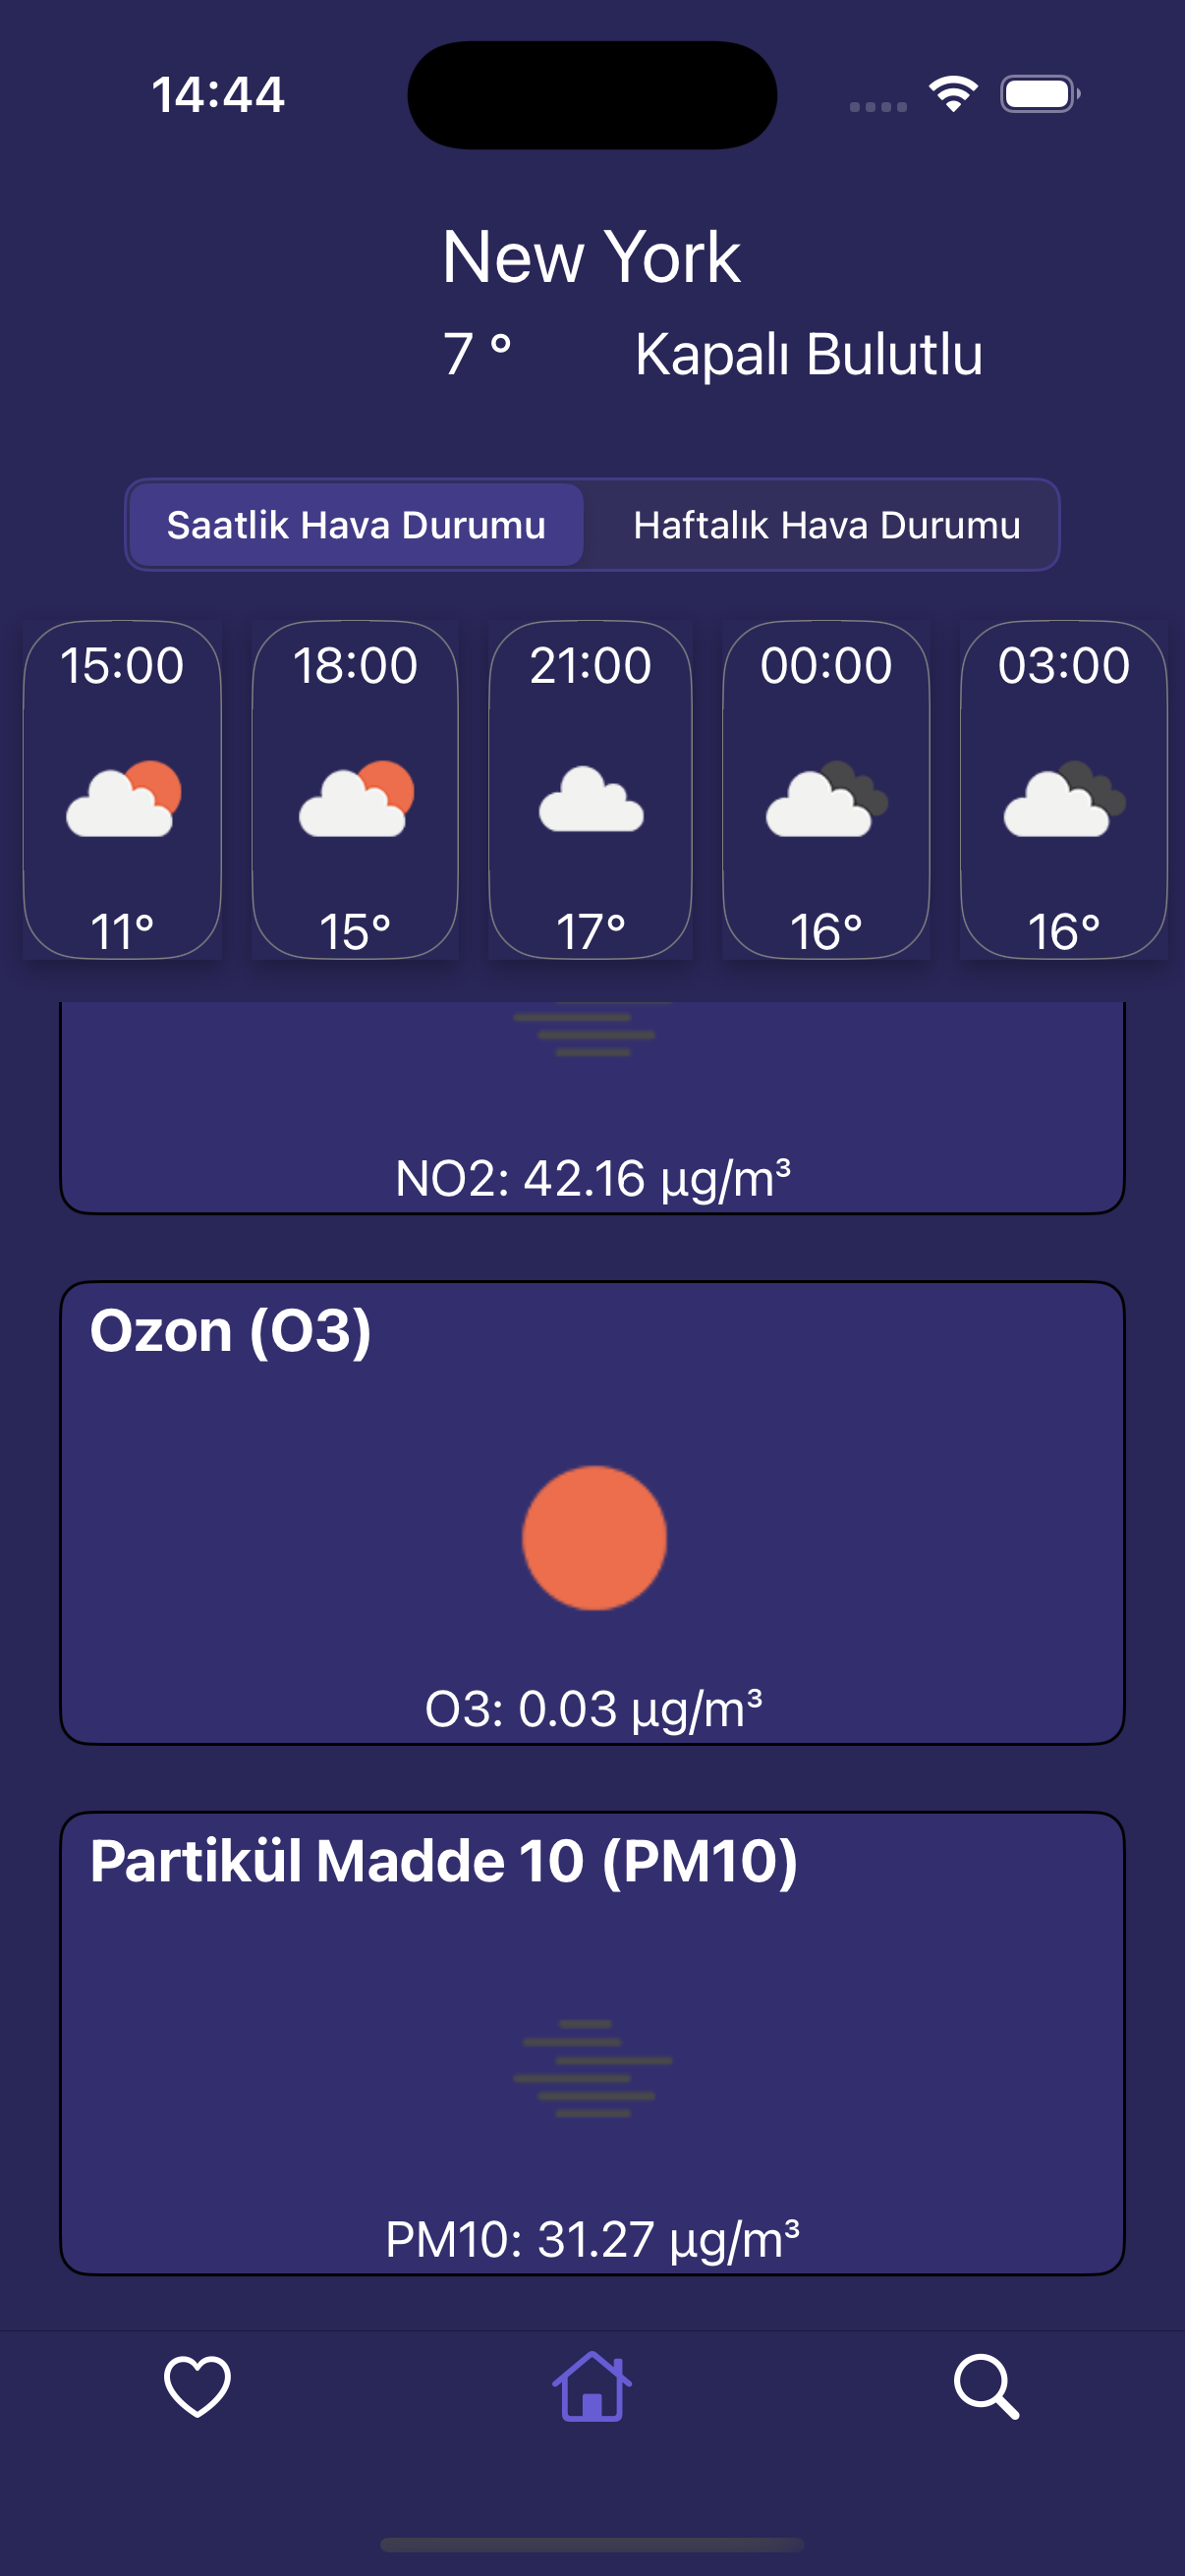 14:44
New York
7 ° Kapalı Bulutlu
Saatlik Hava Durumu Haftalık Hava Durumu
15:00 18:00 21:00 00:00 03:00
11° 15° 17° 16° 16°
NO2: 42.16 µg/m³
Ozon (O3)
O3: 0.03 µg/m³
Partikül Madde 10 (PM10)
PM10: 31.27 µg/m³